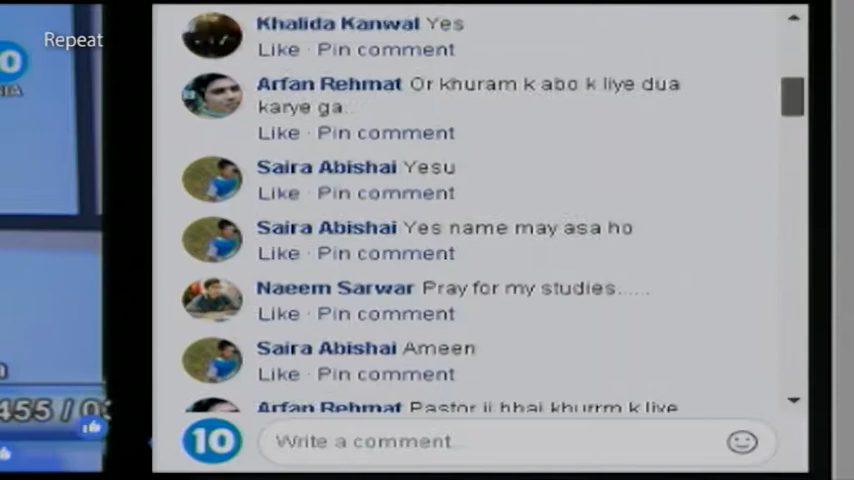 Repeat
Khalida Kanwal Yes
Like · Pin comment
Arfan Rehmat Or khuram k abo k liye dua
karye ga..
Like · Pin comment
Saira Abishai Yesu
Like · Pin comment
Saira Abishai Yes name may asa ho
Like · Pin comment
Naeem Sarwar Pray for my studies......
Like · Pin comment
Saira Abishai Ameen
Like · Pin comment
Arfan Rehmat Pastor ji bhai khurrm k liye
10
Write a comment...